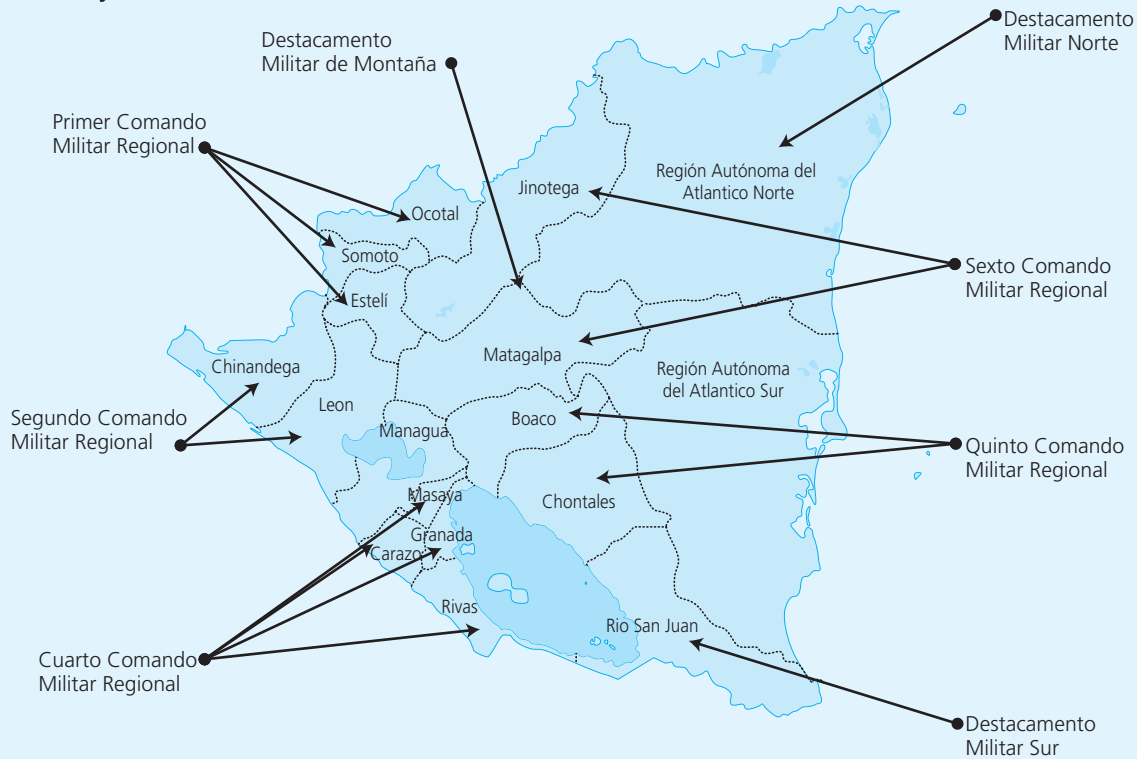 Destacamento
Militar Norte
Destacamento
Militar de Montaña
Primer Comando
Militar Regional
Región Autónoma del
Atlantico Norte
Jinotega
Ocotal
Somoto
Sexto Comando
Militar Regional
Estelí
Matagalpa
Chinandega
Región Autónoma
del Atlantico Sur
Leon
Segundo Comando
Militar Regional
Boaco
Managua
Quinto Comando
Militar Regional
Masaya
Chontales
Granada
Carazo
Rivas
Rio San Juan
Cuarto Comando
Militar Regional
Destacamento
Militar Sur